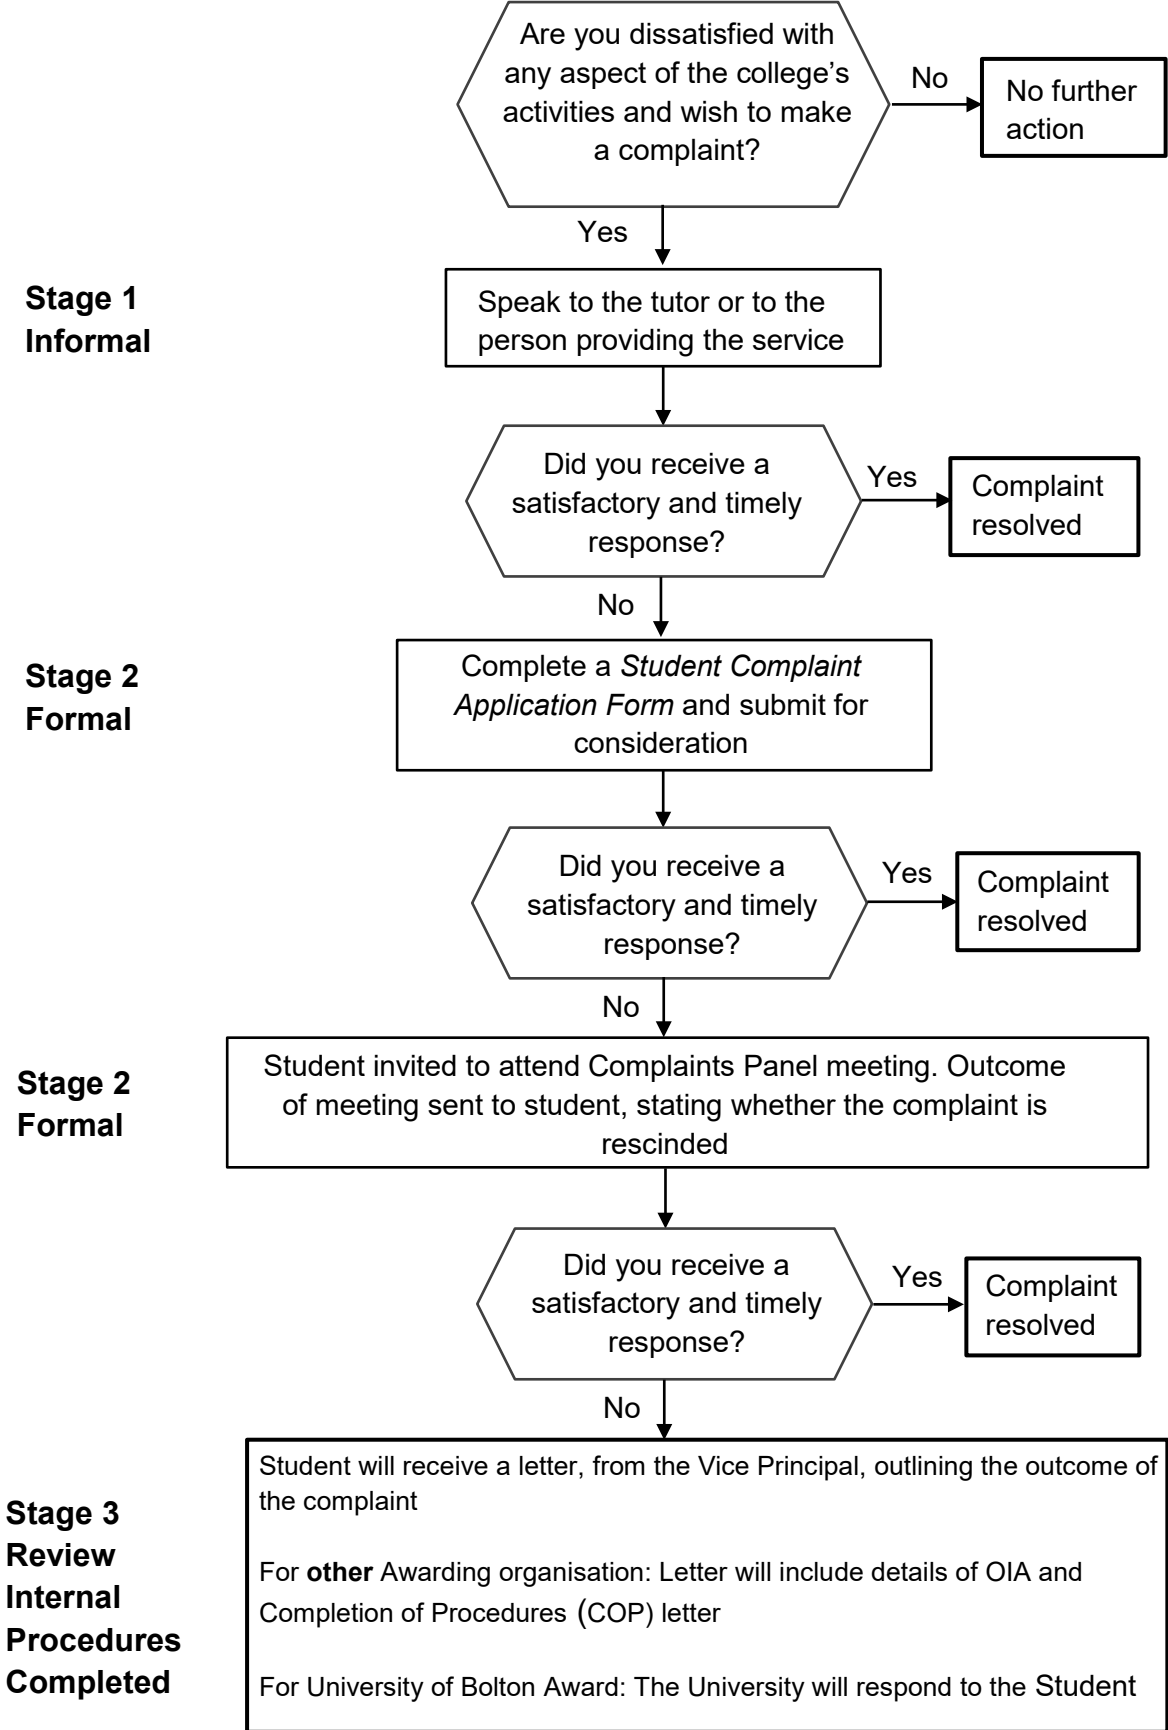 Are you dissatisfied with
any aspect of the college’s
activities and wish to make
a complaint?
No
No further
action
Yes
Stage 1
Informal
Speak to the tutor or to the
person providing the service
Did you receive a
satisfactory and timely
response?
Yes
Complaint
resolved
No
Stage 2
Formal
Complete a Student Complaint
Application Form and submit for
consideration
Did you receive a
satisfactory and timely
response?
Yes
Complaint
resolved
No
Stage 2
Formal
Student invited to attend Complaints Panel meeting. Outcome
of meeting sent to student, stating whether the complaint is
rescinded
Did you receive a
satisfactory and timely
response?
Yes
Complaint
resolved
No
Stage 3
Review
Internal
Procedures
Completed
Student will receive a letter, from the Vice Principal, outlining the outcome of
the complaint
For other Awarding organisation: Letter will include details of OIA and
Completion of Procedures (COP) letter
For University of Bolton Award: The University will respond to the Student